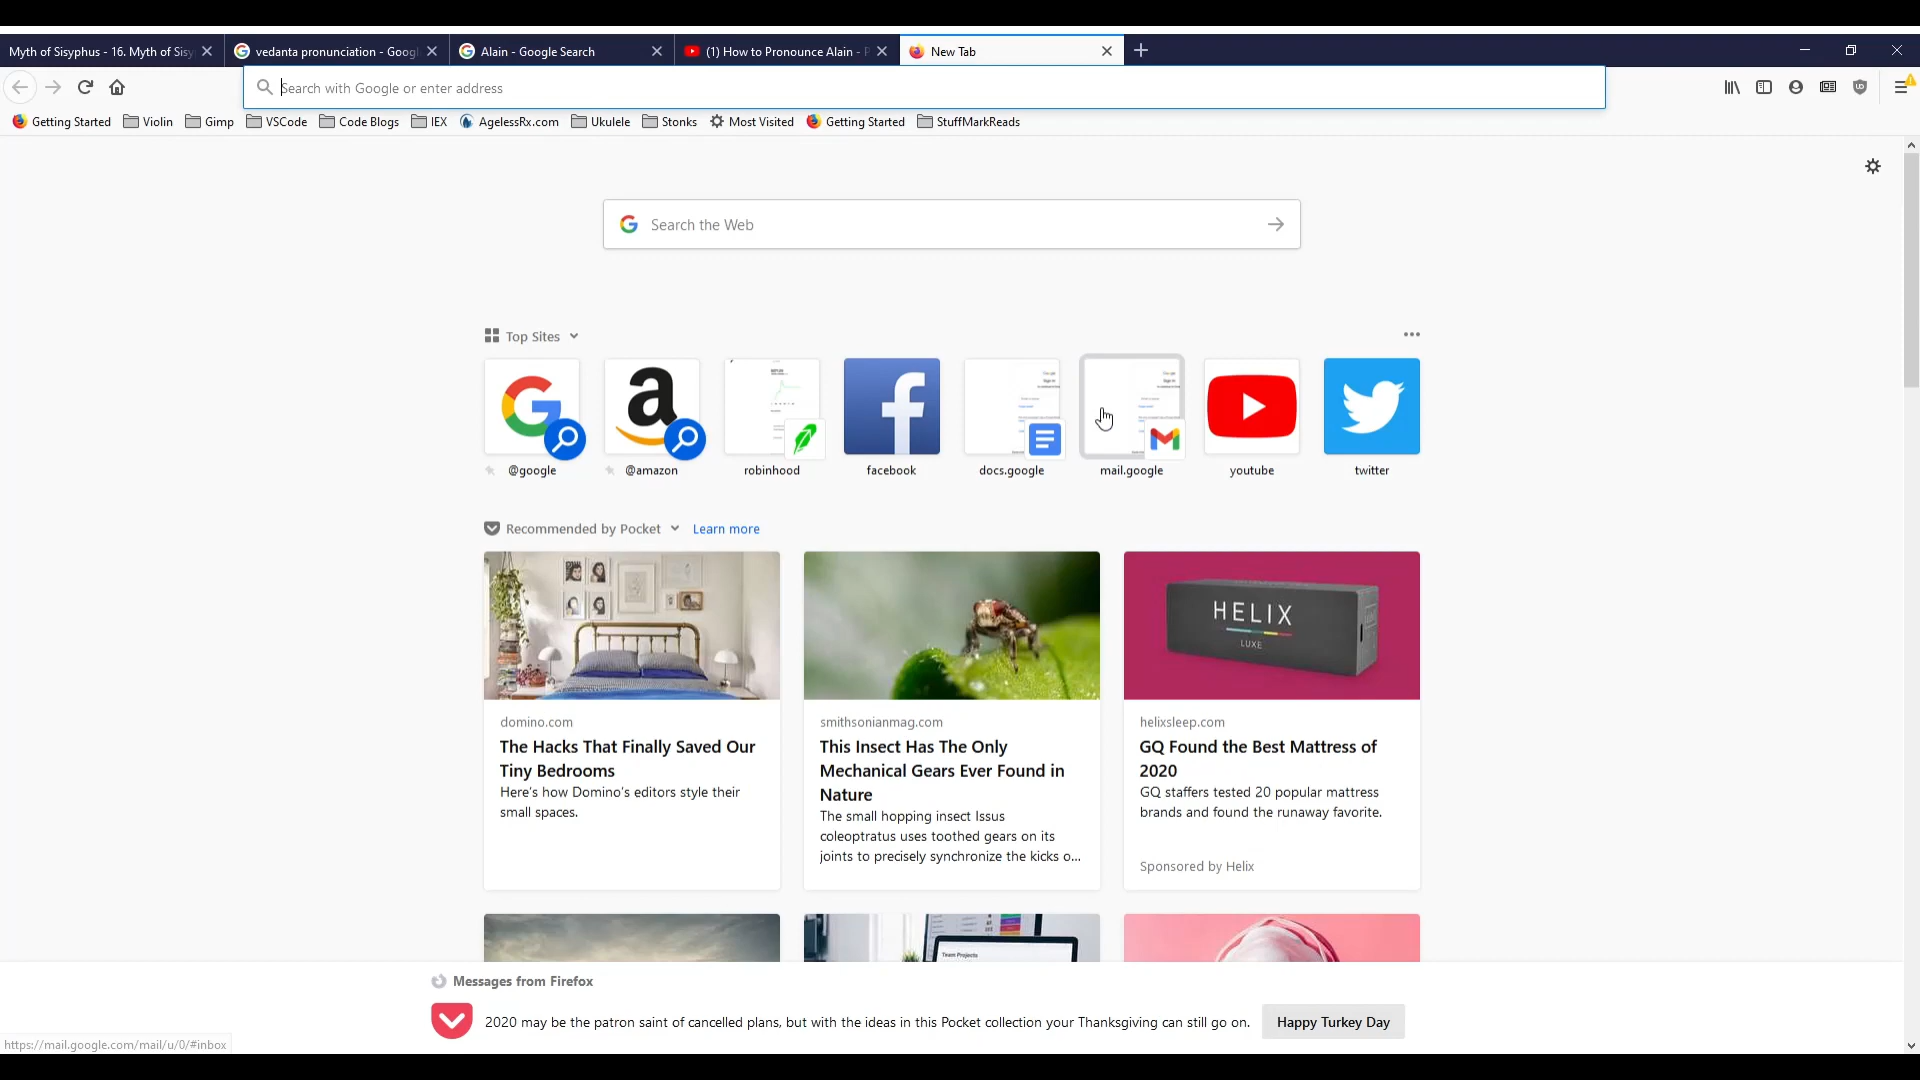 Myth of Sisyphus - 16. Myth of Sisy
vedanta pronunciation - Googl
Alain - Google Search
(1) How to Pronounce Alain - P
New Tab
Search with Google or enter address
Getting Started
Violin
Gimp
VSCode
Code Blogs
IEX
AgelessRx.com
Ukulele
Stonks
Most Visited
Getting Started
StuffMarkReads
Search the Web
Top Sites
@google
@amazon
robinhood
facebook
docs.google
mail.google
youtube
twitter
Recommended by Pocket
Learn more
HELIX
LUXE
domino.com
The Hacks That Finally Saved Our
Tiny Bedrooms
Here's how Domino's editors style their
small spaces.
smithsonianmag.com
This Insect Has The Only
Mechanical Gears Ever Found in
Nature
The small hopping insect Issus
coleoptratus uses toothed gears on its
joints to precisely synchronize the kicks o...
helixsleep.com
GQ Found the Best Mattress of
2020
GQ staffers tested 20 popular mattress
brands and found the runaway favorite.
Sponsored by Helix
Team Projects
Messages from Firefox
2020 may be the patron saint of cancelled plans, but with the ideas in this Pocket collection your Thanksgiving can still go on.
Happy Turkey Day
https://mail.google.com/mail/u/0/#inbox